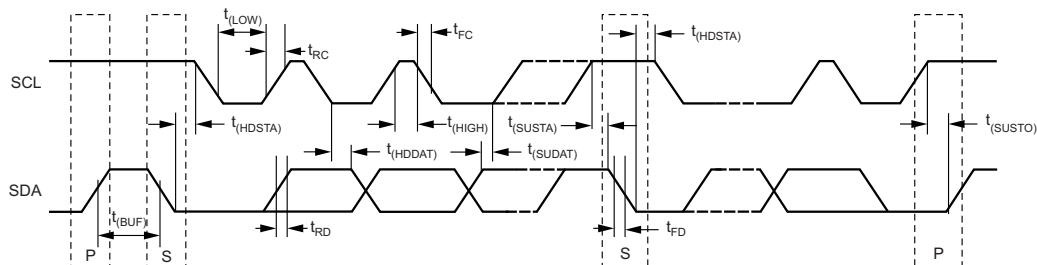 t(LOW)
tRC
tFC
t(HDSTA)
SCL
t(HDSTA)
t(HIGH)
t(SUSTA)
t(SUSTO)
t(HDDAT)
t(SUDAT)
SDA
t(BUF)
tRD
tFD
P
S
S
P